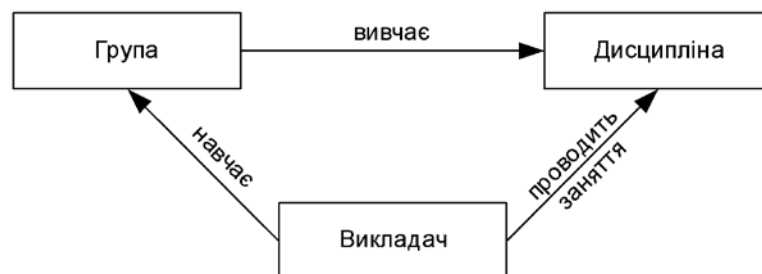 Група
вивчає
Дисципліна
навчає
проводить
заняття
Викладач